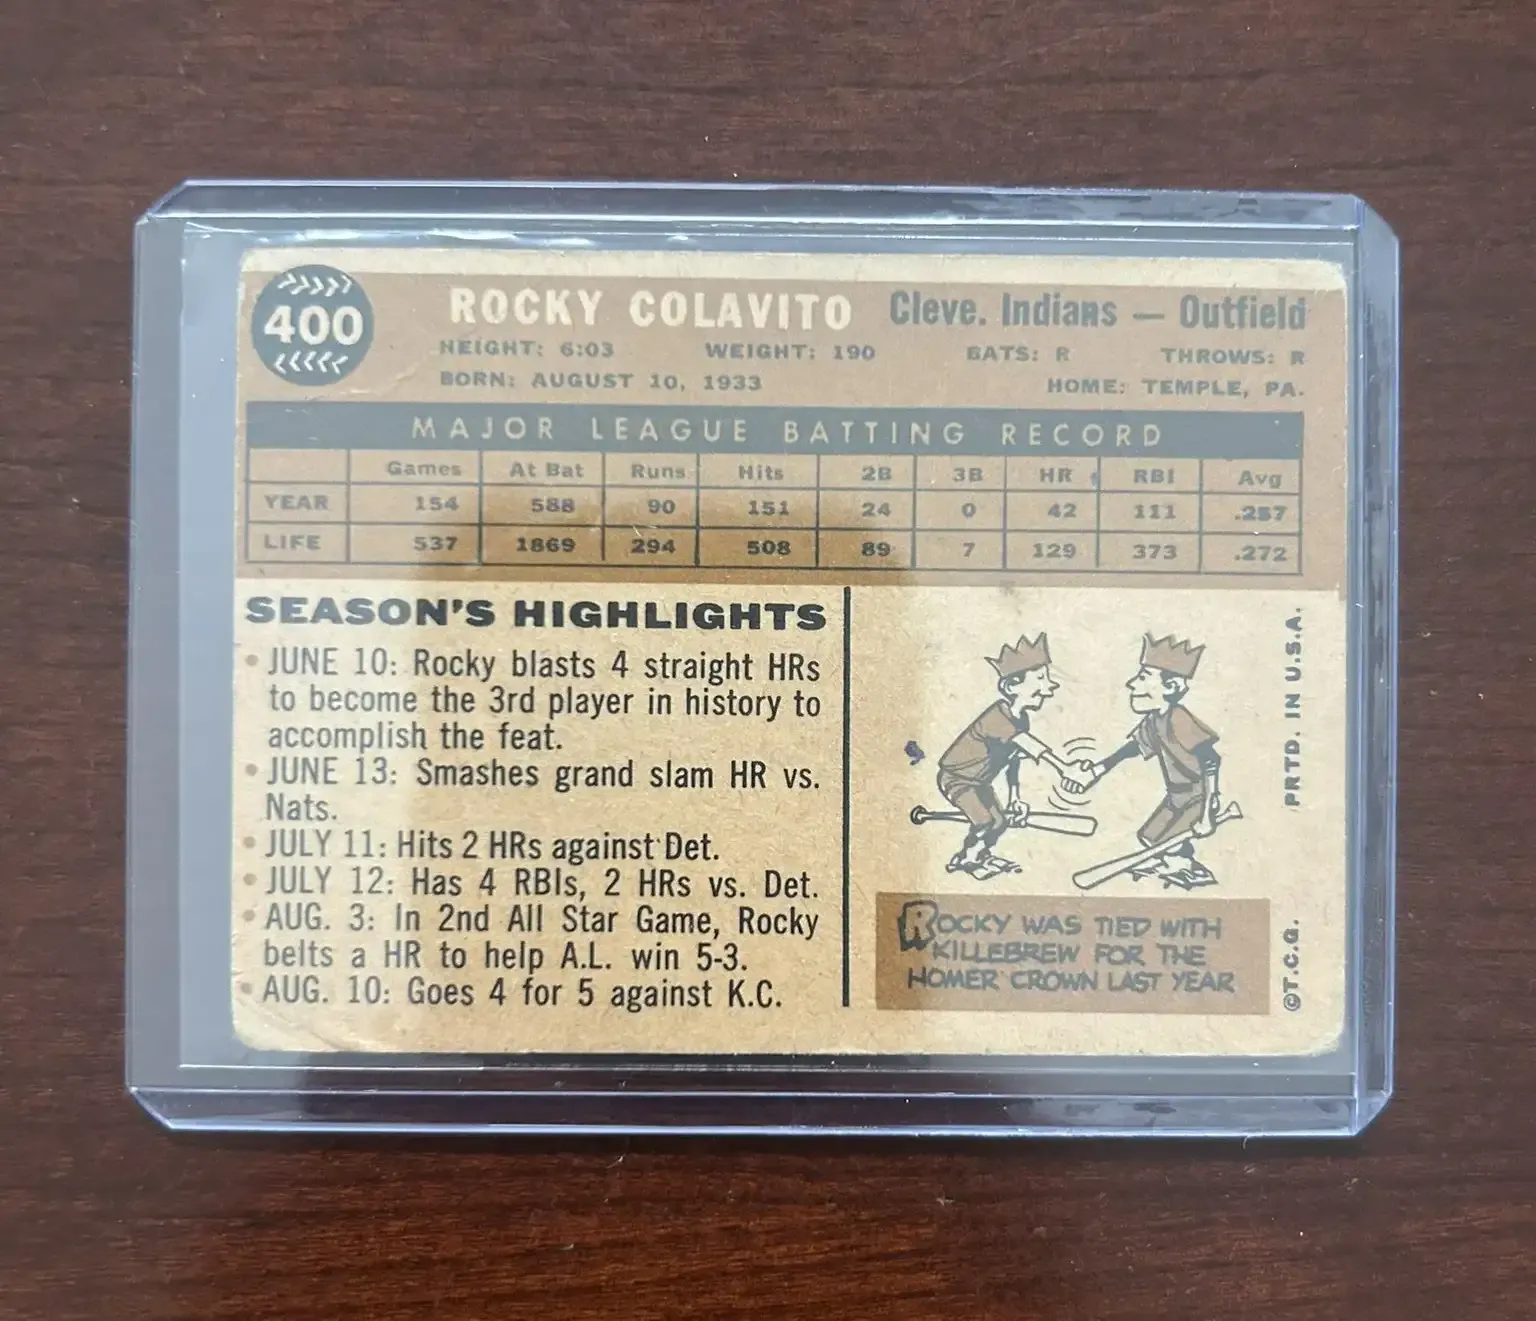 400
ROCKY COLAVITO Cleve. Indians — Outfield
HEIGHT: 6:03 WEIGHT: 190 BATS: R THROWS: R
BORN: AUGUST 10, 1933 HOME: TEMPLE, PA.
MAJOR LEAGUE BATTING RECORD
Games At Bat Runs Hits 2B 3B HR RBI Avg
YEAR 154 588 90 151 24 0 42 111 .257
LIFE 537 1869 294 508 89 7 129 373 .272
SEASON'S HIGHLIGHTS
• JUNE 10: Rocky blasts 4 straight HRs
to become the 3rd player in history to
accomplish the feat.
• JUNE 13: Smashes grand slam HR vs.
Nats.
• JULY 11: Hits 2 HRs against Det.
• JULY 12: Has 4 RBIs, 2 HRs vs. Det.
• AUG. 3: In 2nd All Star Game, Rocky
belts a HR to help A.L. win 5-3.
• AUG. 10: Goes 4 for 5 against K.C.
ROCKY WAS TIED WITH
KILLEBREW FOR THE
HOMER CROWN LAST YEAR
©T.C.G. PRTD. IN U.S.A.